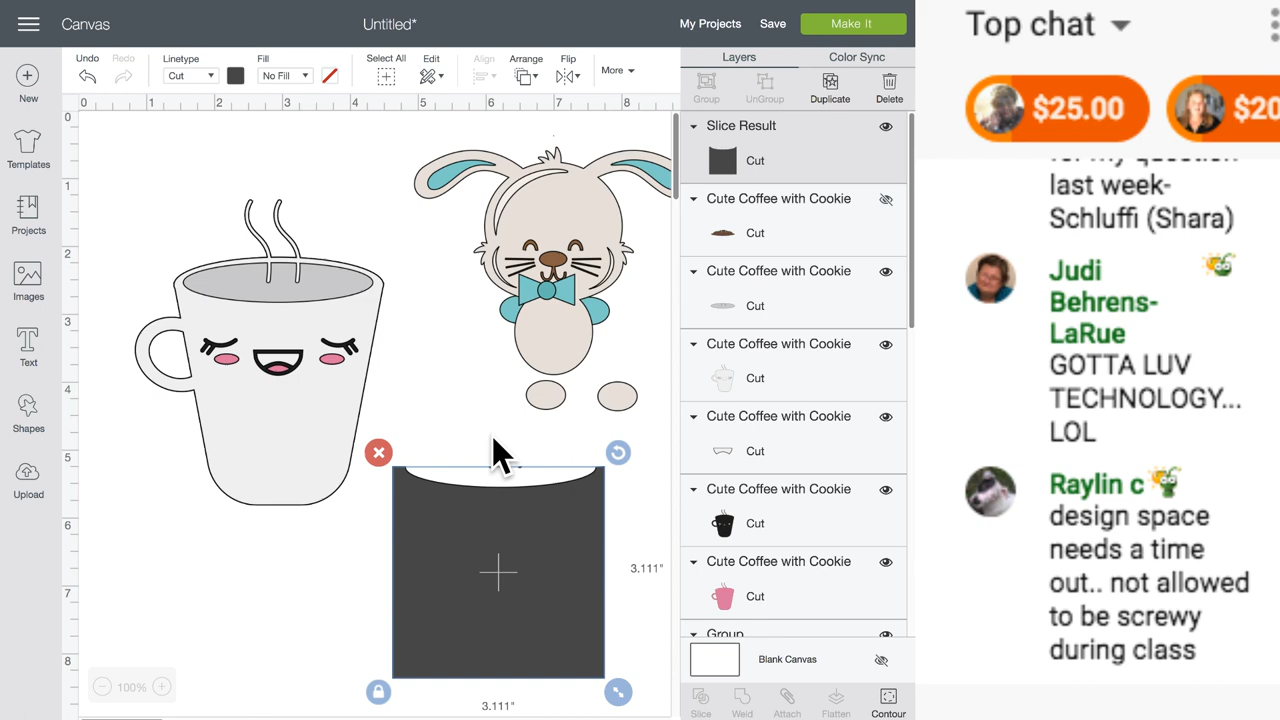 Canvas
Untitled*
My Projects
Save
Make It
New
Templates
Projects
Images
Text
Shapes
Upload
Undo
Redo
Linetype
Cut
Fill
No Fill
Select All
Edit
Align
Arrange
Flip
More
0 1 2 3 4 5 6 7 8
0
1
2
3
4
5
6
7
8
3.111"
3.111"
100%
Layers
Color Sync
Group
UnGroup
Duplicate
Delete
Slice Result
Cut
Cute Coffee with Cookie
Cut
Cute Coffee with Cookie
Cut
Cute Coffee with Cookie
Cut
Cute Coffee with Cookie
Cut
Cute Coffee with Cookie
Cut
Cute Coffee with Cookie
Cut
Group
Blank Canvas
Slice
Weld
Attach
Flatten
Contour
Top chat
$25.00
$20
for my question
last week-
Schluffi (Shara)
Judi
Behrens-
LaRue
GOTTA LUV
TECHNOLOGY...
LOL
Raylin c
design space
needs a time
out.. not allowed
to be screwy
during class